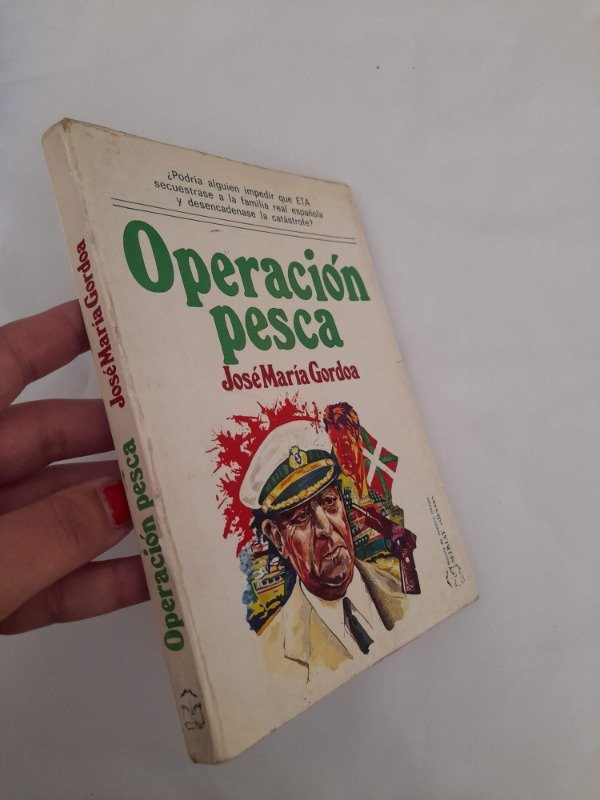 ¿Podría alguien impedir que ETA
secuestrase a la familia real española
y desencadenase la catástrofe?
Operación
pesca
José María Gordoa
José María Gordoa
Operación pesca